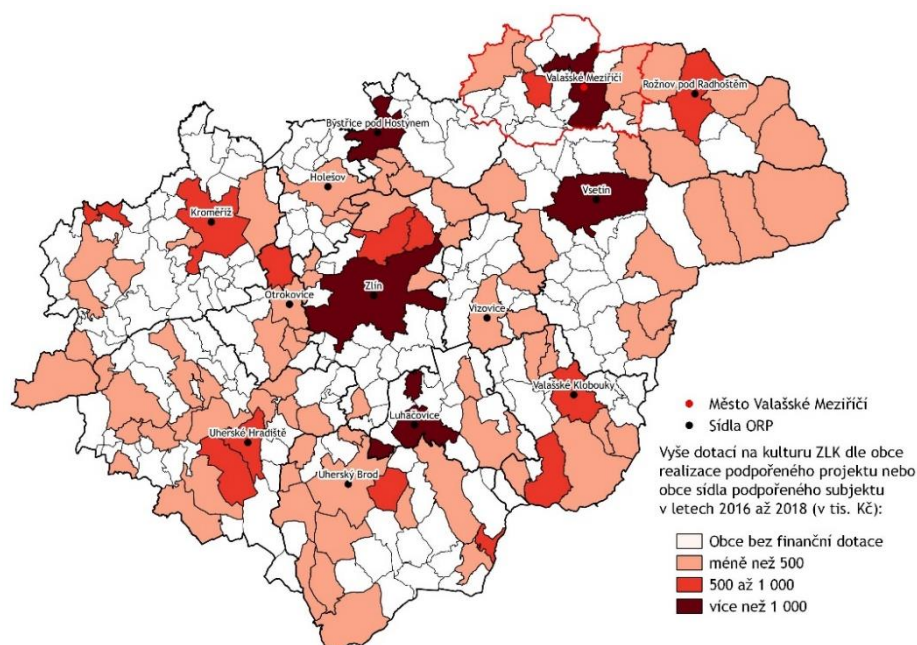 Valašské Meziříčí
Rožnov pod Radhoštěm
Bystřice pod Hostýnem
Holešov
Vsetín
Kroměříž
Zlín
Otrokovice
Vizovice
Valašské Klobouky
Luhačovice
Uherské Hradiště
Uherský Brod
Město Valašské Meziříčí
Sídla ORP
Výše dotací na kulturu ZLK dle obce
realizace podpořeného projektu nebo
obce sídla podpořeného subjektu
v letech 2016 až 2018 (v tis. Kč):
Obce bez finanční dotace
méně než 500
500 až 1 000
více než 1 000